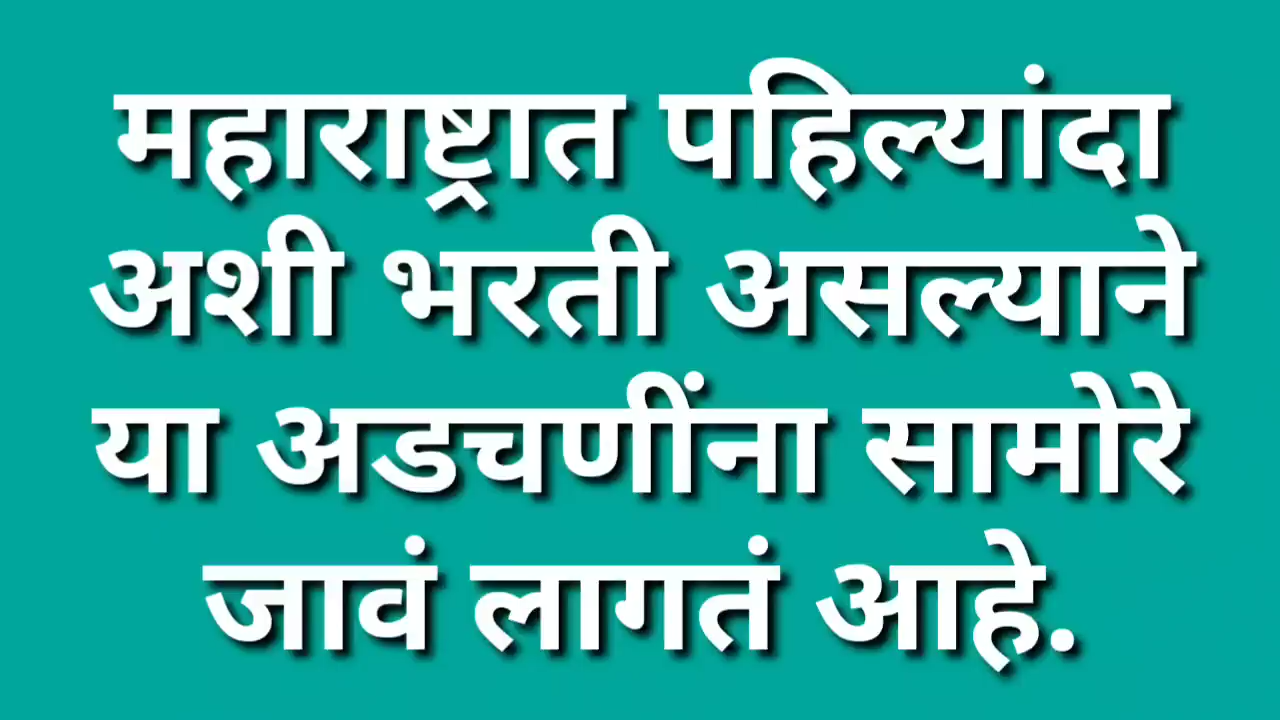 महाराष्ट्रात पहिल्यांदा
अशी भरती असल्याने
या अडचणींना सामोरे
जावं लागतं आहे.